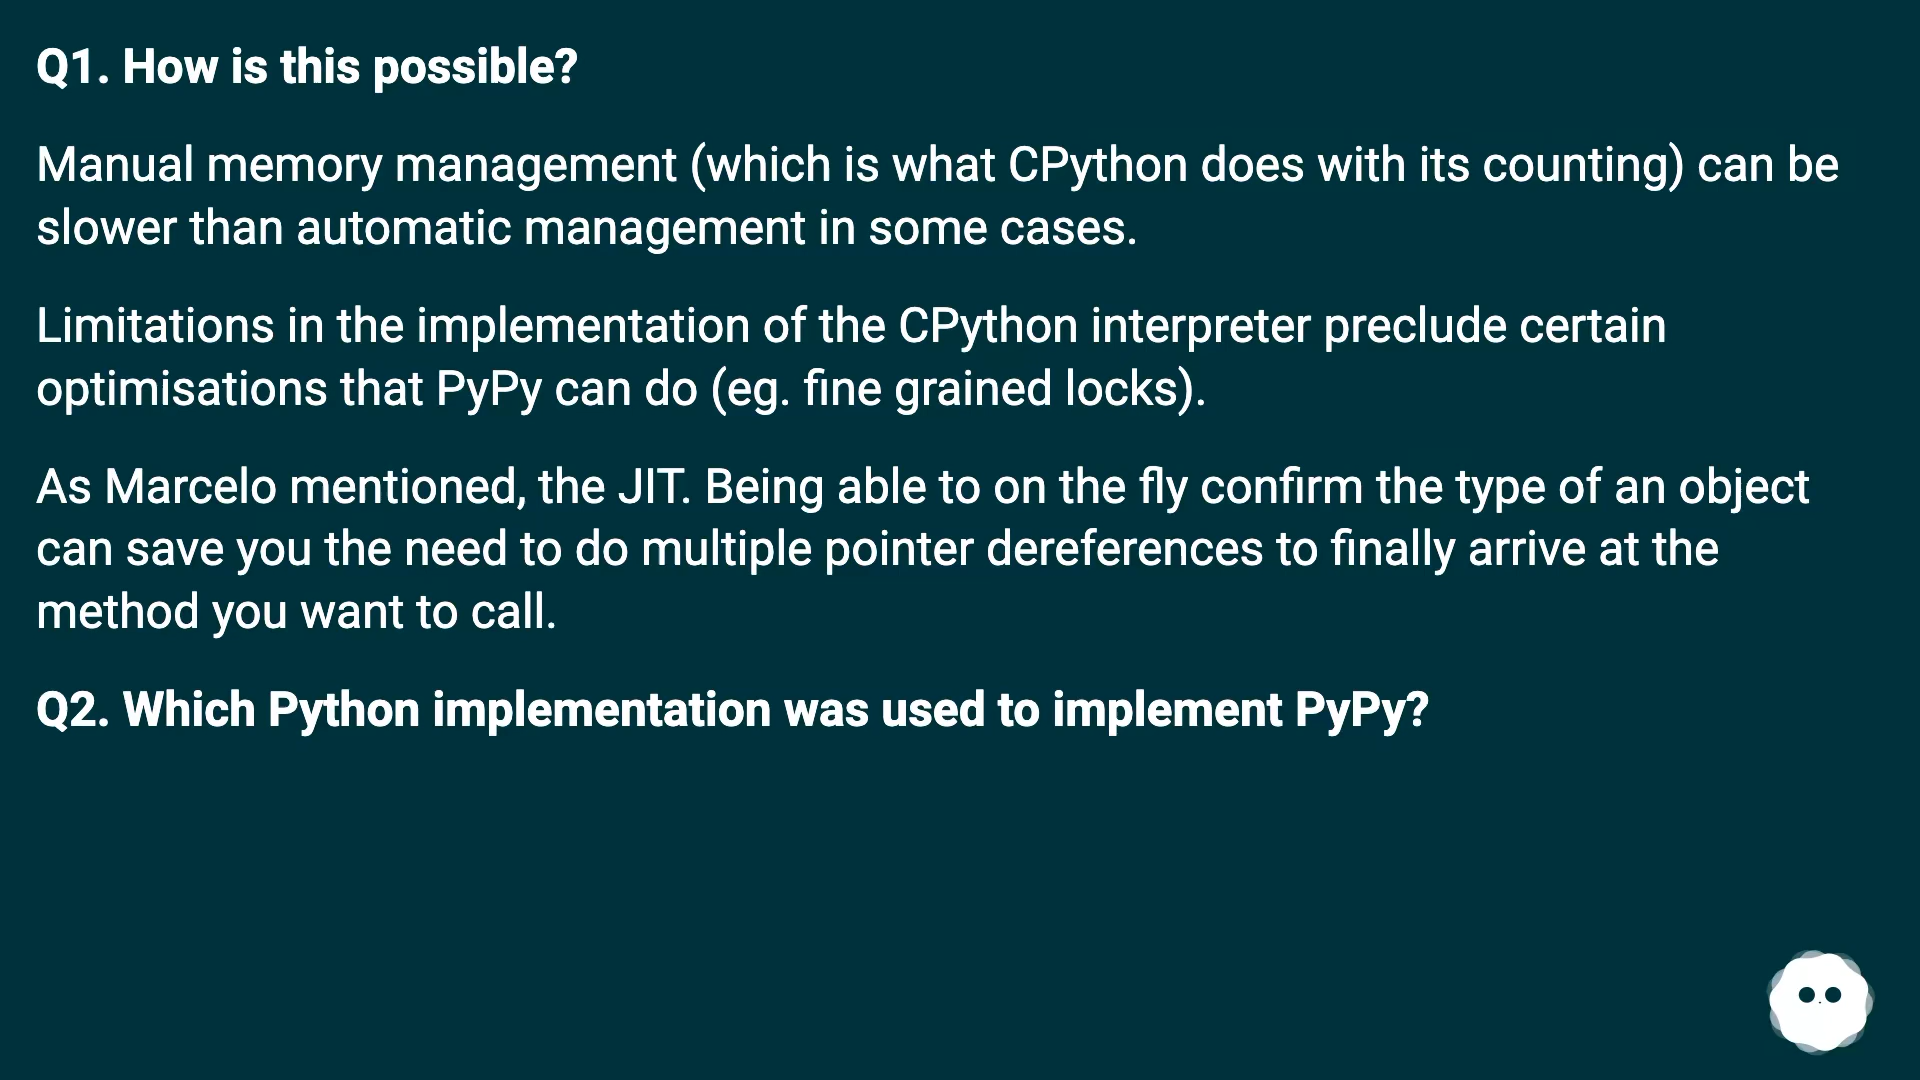 Q1. How is this possible?
Manual memory management (which is what CPython does with its counting) can be
slower than automatic management in some cases.
Limitations in the implementation of the CPython interpreter preclude certain
optimisations that PyPy can do (eg. fine grained locks).
As Marcelo mentioned, the JIT. Being able to on the fly confirm the type of an object
can save you the need to do multiple pointer dereferences to finally arrive at the
method you want to call.
Q2. Which Python implementation was used to implement PyPy?